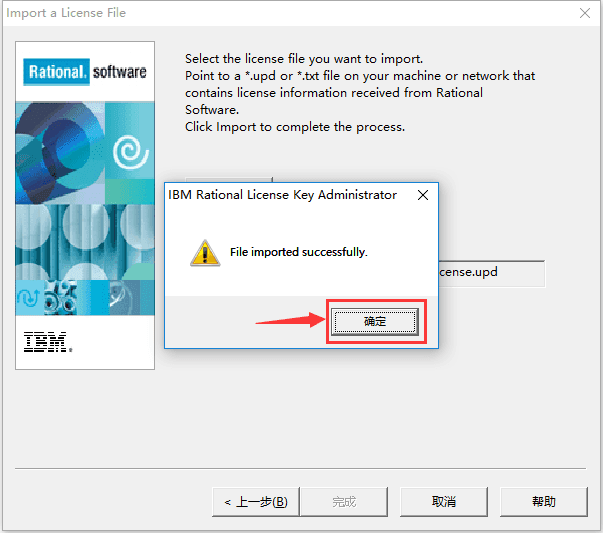 Import a License File
Rational. software
Select the license file you want to import.
Point to a *.upd or *.txt file on your machine or network that
contains license information received from Rational
Software.
Click Import to complete the process.
IBM Rational License Key Administrator
File imported successfully.
cense.upd
确定
IBM.
< 上一步(B)
完成
取消
帮助